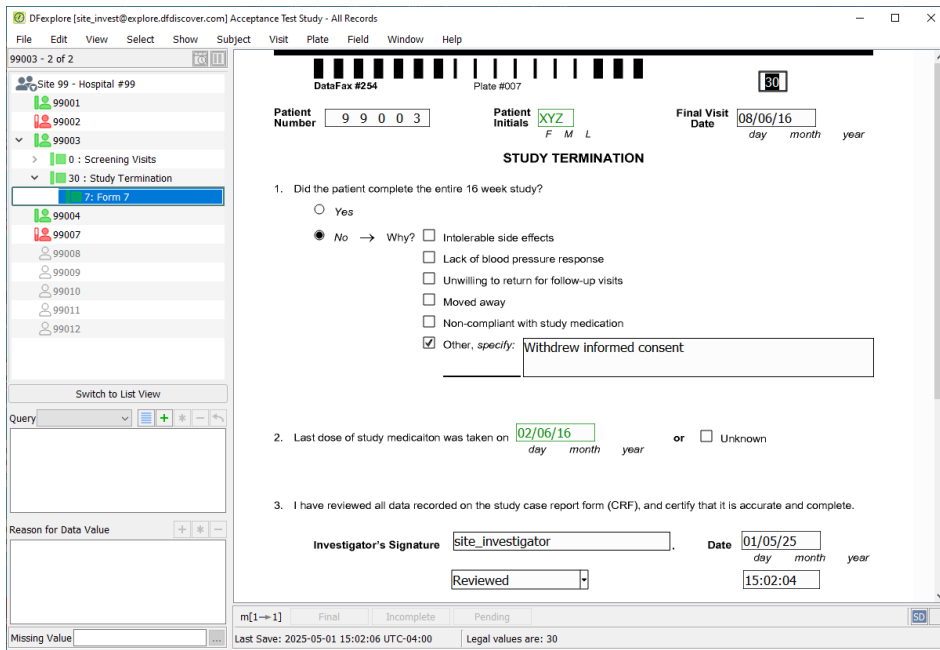 DFexplore [site_invest@explore.dfdiscover.com] Acceptance Test Study - All Records
File Edit View Select Show Subject Visit Plate Field Window Help
99003 - 2 of 2
Site 99 - Hospital #99
99001
99002
99003
0 : Screening Visits
30 : Study Termination
7: Form 7
99004
99007
99008
99009
99010
99011
99012
Switch to List View
Query
Reason for Data Value
Missing Value
...
DataFax #254 Plate #007 30
Patient Number 9 9 0 0 3 Patient Initials XYZ Final Visit Date 08/06/16
F M L day month year
STUDY TERMINATION
1. Did the patient complete the entire 16 week study?
Yes
No → Why? Intolerable side effects
Lack of blood pressure response
Unwilling to return for follow-up visits
Moved away
Non-compliant with study medication
Other, specify: Withdrew informed consent
2. Last dose of study medicaiton was taken on 02/06/16 or Unknown
day month year
3. I have reviewed all data recorded on the study case report form (CRF), and certify that it is accurate and complete.
Investigator's Signature site_investigator . Date 01/05/25
day month year
Reviewed 15:02:04
m[1→1] Final Incomplete Pending SD
Last Save: 2025-05-01 15:02:06 UTC-04:00 Legal values are: 30